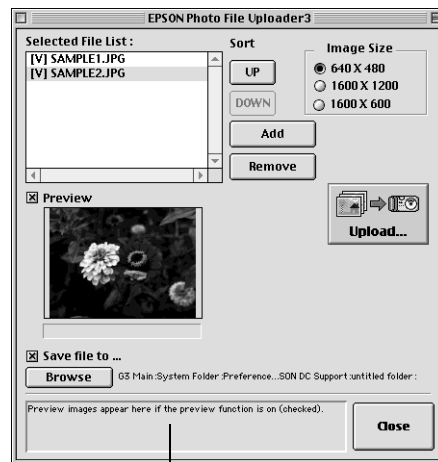 EPSON Photo File Uploader3
Selected File List :
[V] SAMPLE1.JPG
[V] SAMPLE2.JPG
Sort
UP
DOWN
Image Size
640 X 480
1600 X 1200
1600 X 600
Add
Remove
Preview
Upload...
Save file to ...
Browse
G3 Main :System Folder :Preference...SON DC Support :untitled folder :
Preview images appear here if the preview function is on (checked).
Close